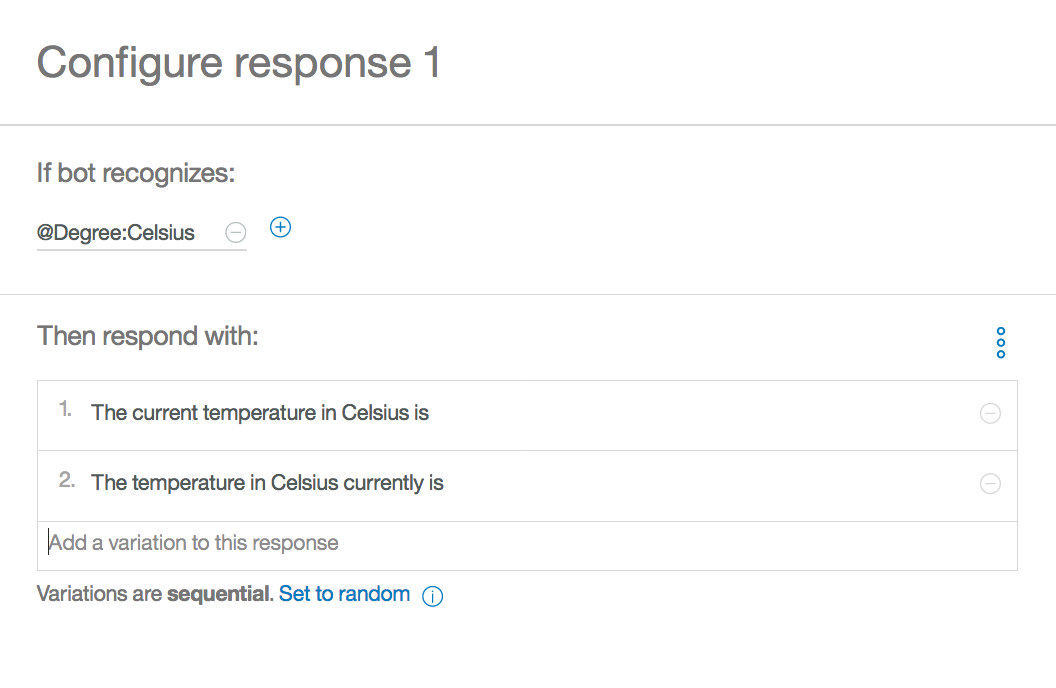 Configure response 1
If bot recognizes:
@Degree:Celsius
Then respond with:
1. The current temperature in Celsius is
2. The temperature in Celsius currently is
Add a variation to this response
Variations are sequential. Set to random